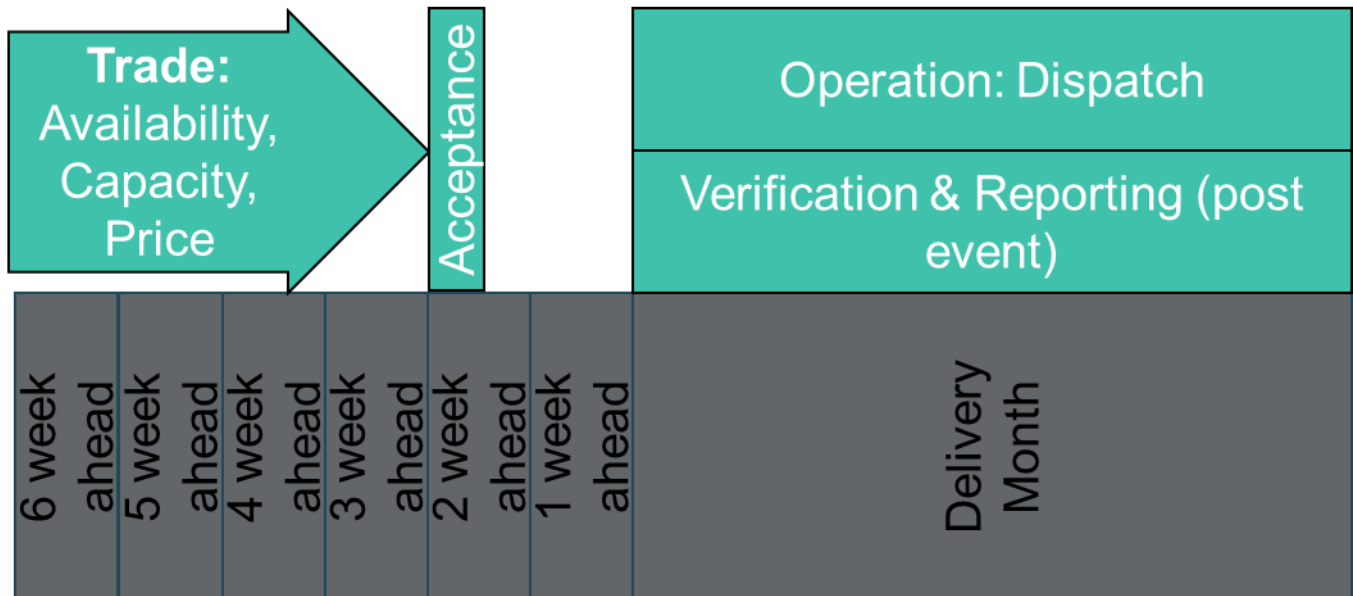 Trade:
Availability,
Capacity,
Price
Acceptance
Operation: Dispatch
Verification & Reporting (post
event)
6 week
ahead
5 week
ahead
4 week
ahead
3 week
ahead
2 week
ahead
1 week
ahead
Delivery
Month